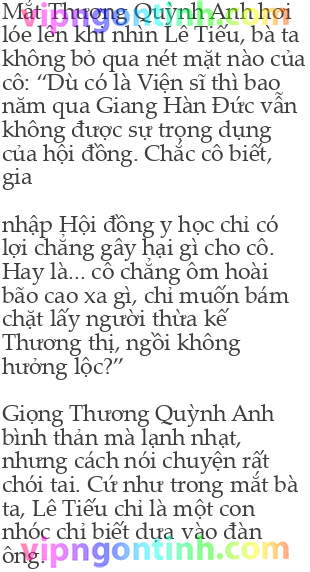 Mắt Thương Quỳnh Anh hơi
lóe lên khi nhìn Lê Tiếu, bà ta
không bỏ qua nét mặt nào của
cô: “Dù có là Viện sĩ thì bao
năm qua Giang Hàn Đức vẫn
không được sự trọng dụng
của hội đồng. Chắc cô biết,
gia
nhập Hội đồng y học chỉ có
lợi chẳng gây hại gì cho cô.
Hay là... cô chẳng ôm hoài
bão cao xa gì, chỉ muốn bám
chặt lấy người thừa kế
Thương thị, ngồi không
hưởng lộc?”
Giọng Thương Quỳnh Anh
bình thản mà lạnh nhạt,
nhưng cách nói chuyện rất
chói tai. Cứ như trong mắt bà
ta, Lê Tiếu chỉ là một con
nhóc chỉ biết dựa vào đàn
ông.
vipngontinh.com
vipngontinh.com